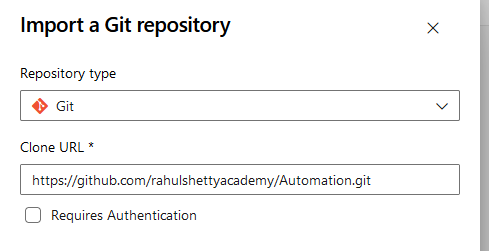 Import a Git repository
Repository type
Git
Clone URL *
https://github.com/rahulshettyacademy/Automation.git
Requires Authentication